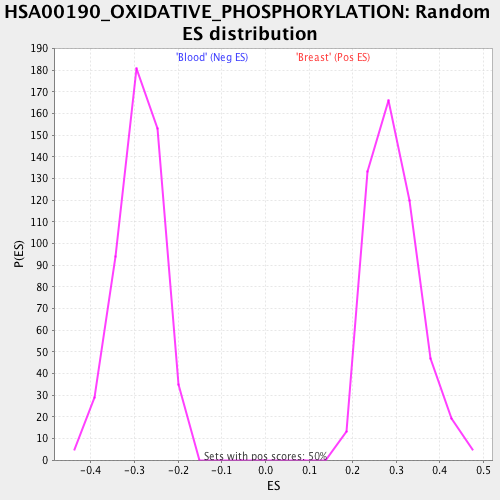 HSA00190_OXIDATIVE_PHOSPHORYLATION: Random
ES distribution
'Blood' (Neg ES)
'Breast' (Pos ES)
P(ES)
190
180
170
160
150
140
130
120
110
100
90
80
70
60
50
40
30
20
10
0
Sets with pos scores: 50%
-0.4 -0.3 -0.2 -0.1 0.0 0.1 0.2 0.3 0.4 0.5
ES